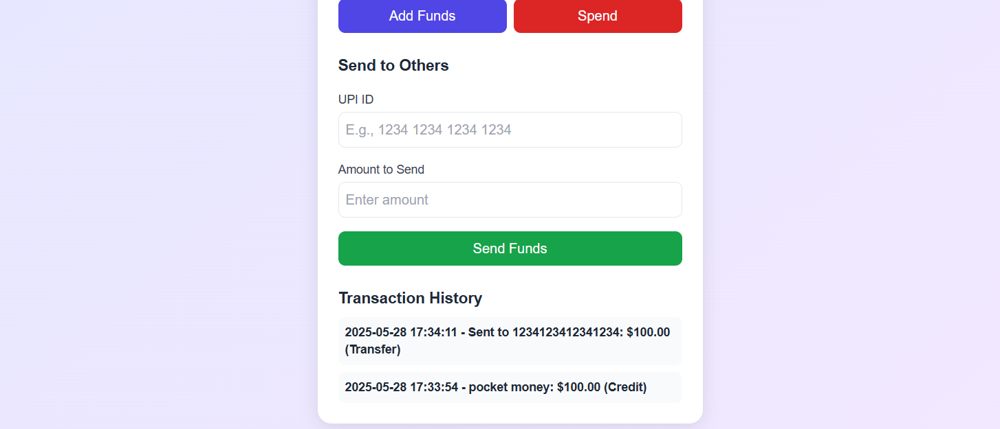 Add Funds
Spend
Send to Others
UPI ID
E.g., 1234 1234 1234 1234
Amount to Send
Enter amount
Send Funds
Transaction History
2025-05-28 17:34:11 - Sent to 1234123412341234: $100.00
(Transfer)
2025-05-28 17:33:54 - pocket money: $100.00 (Credit)